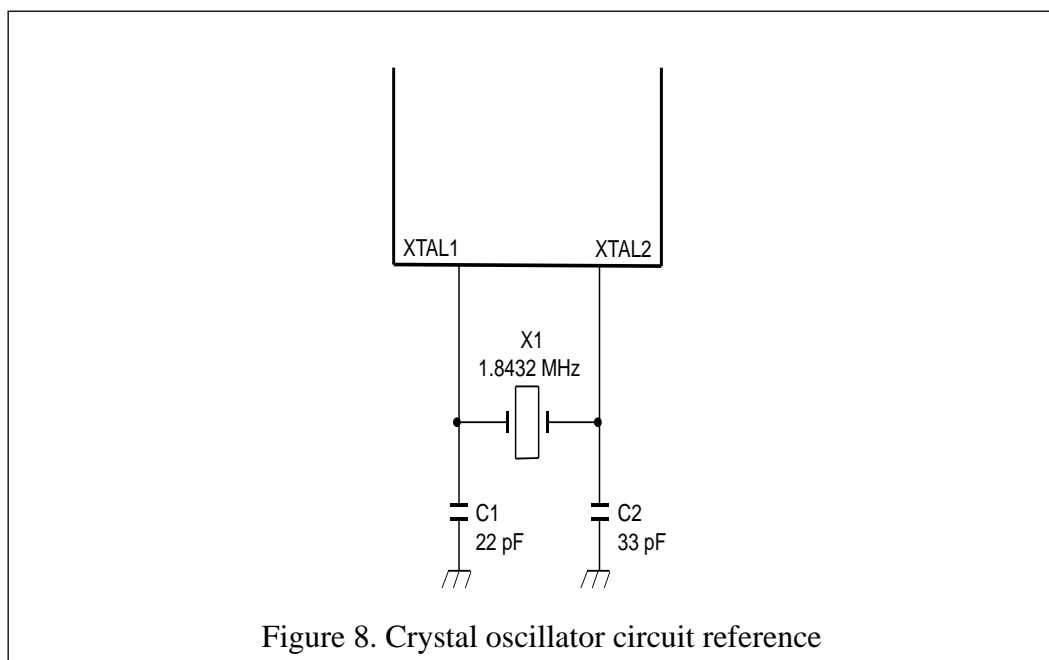 XTAL1 XTAL2
X1
1.8432 MHz
C1 C2
22 pF 33 pF
Figure 8. Crystal oscillator circuit reference